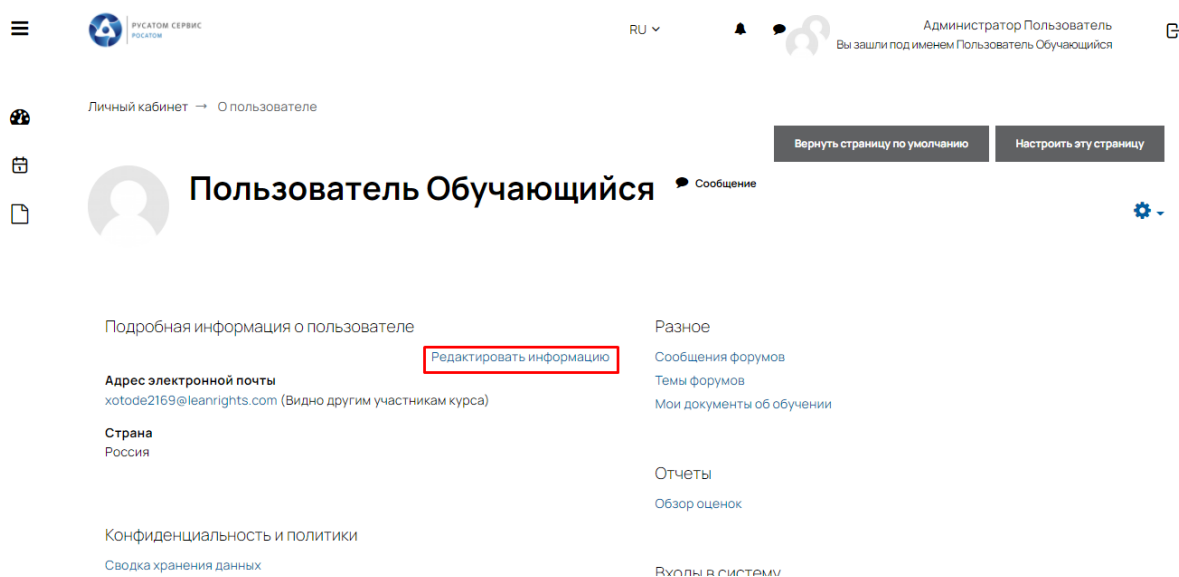 РУСАТОМ СЕРВИС
РОСАТОМ
RU
Администратор Пользователь
Вы зашли под именем Пользователь Обучающийся
Личный кабинет → О пользователе
Вернуть страницу по умолчанию
Настроить эту страницу
Пользователь Обучающийся
Сообщение
Подробная информация о пользователе
Редактировать информацию
Адрес электронной почты
xotode2169@leanrights.com (Видно другим участникам курса)
Страна
Россия
Конфиденциальность и политики
Сводка хранения данных
Разное
Сообщения форумов
Темы форумов
Мои документы об обучении
Отчеты
Обзор оценок
Входы в систему